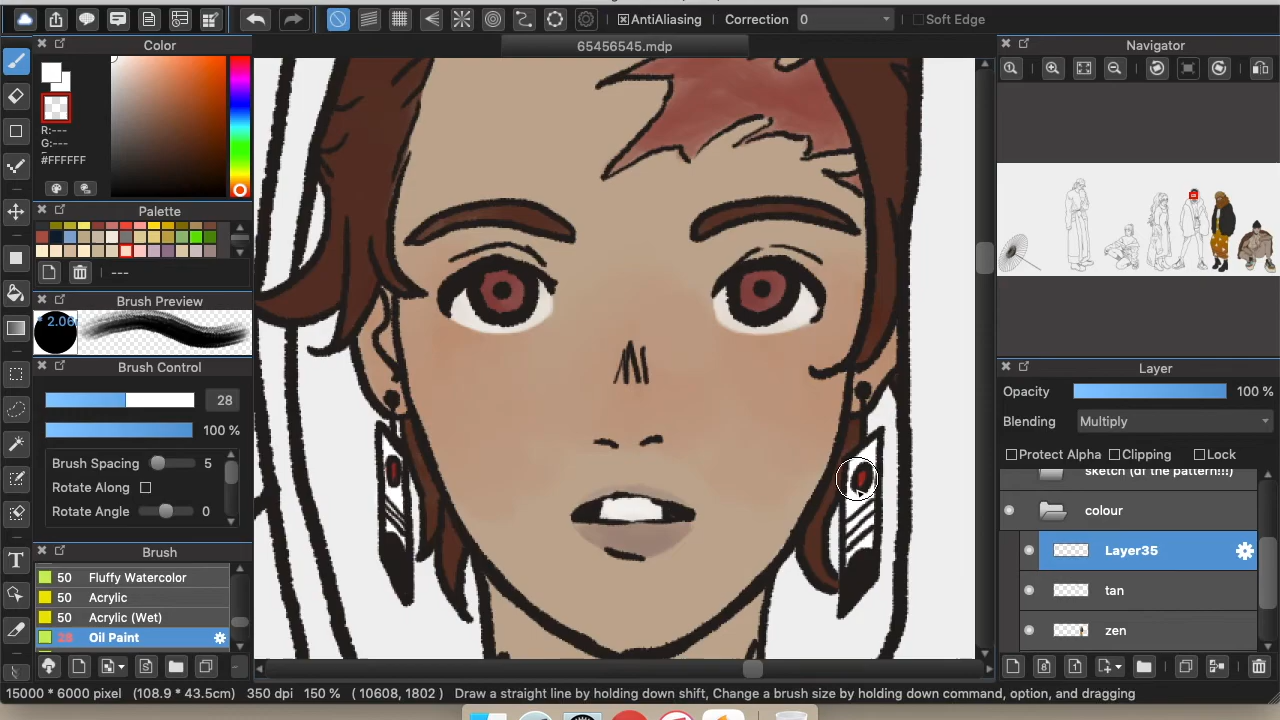 AntiAliasing
Correction
0
Soft Edge
Color
65456545.mdp
Navigator
R:---
G:---
#FFFFFF
Palette
---
Brush Preview
2.06
Brush Control
28
100 %
Brush Spacing
5
Rotate Along
Rotate Angle
0
Brush
50 Fluffy Watercolor
50 Acrylic
50 Acrylic (Wet)
28 Oil Paint
Layer
Opacity
100 %
Blending
Multiply
Protect Alpha
Clipping
Lock
sketch (df the pattern!!!)
colour
Layer35
tan
zen
15000 * 6000 pixel (108.9 * 43.5cm) 350 dpi 150 % (10608, 1802) Draw a straight line by holding down shift, Change a brush size by holding down command, option, and dragging